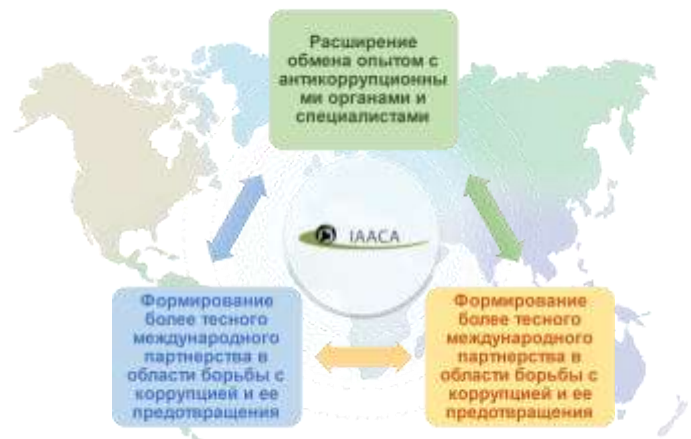 Расширение
обмена опытом с
антикоррупционны
ми органами и
специалистами
IAACA
Формирование
более тесного
международного
партнерства в
области борьбы с
коррупцией и ее
предотвращения
Формирование
более тесного
международного
партнерства в
области борьбы с
коррупцией и ее
предотвращения